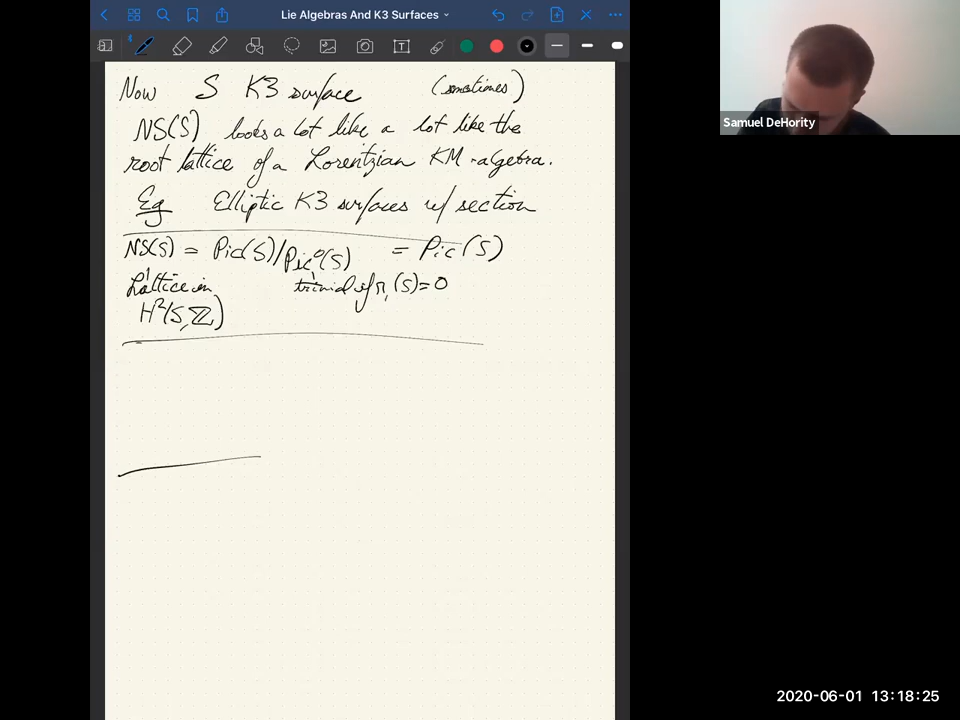 Lie Algebras And K3 Surfaces
Now S K3 surface (sometimes)
NS(S) looks a lot like a lot like the
root lattice of a Lorentzian KM-algebra.
Eg Elliptic K3 surfaces w/ section
NS(S) = Pic(S)/Pic⁰(S) = Pic(S)
Lattice in trivial if π₁(S)=0
H²(S,ℤ)
Samuel DeHority
2020-06-01 13:18:25